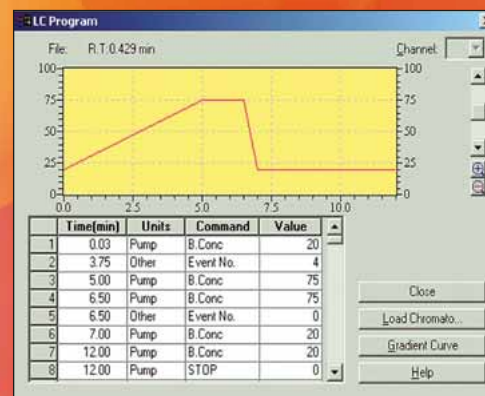 LC Program
File: R.T:0.429 min
Channel:
100 100
75 75
50 50
25 25
0 0
0.0 2.5 5.0 7.5 10.0
Time(min) Units Command Value
1 0.03 Pump B.Conc 20
2 3.75 Other Event No. 4
3 5.00 Pump B.Conc 75
4 6.50 Pump B.Conc 75
5 6.50 Other Event No. 0
6 7.00 Pump B.Conc 20
7 12.00 Pump B.Conc 20
8 12.00 Pump STOP 0
Close
Load Chromato...
Gradient Curve
Help